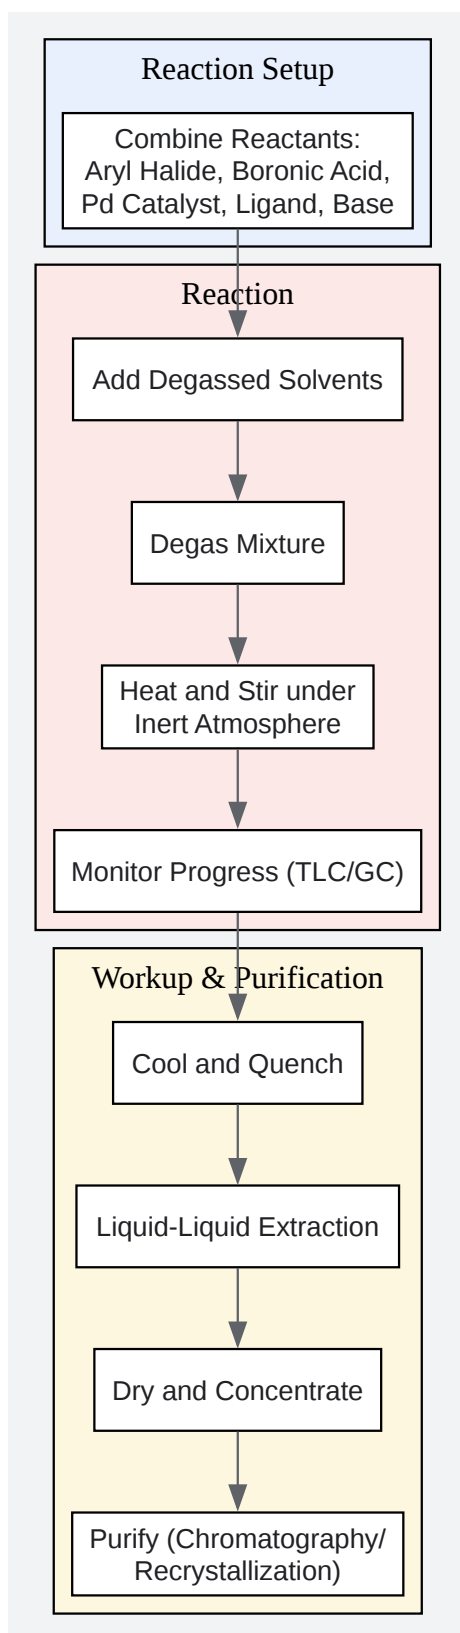 Reaction Setup
Combine Reactants:
Aryl Halide, Boronic Acid,
Pd Catalyst, Ligand, Base
Reaction
Add Degassed Solvents
Degas Mixture
Heat and Stir under
Inert Atmosphere
Monitor Progress (TLC/GC)
Workup & Purification
Cool and Quench
Liquid-Liquid Extraction
Dry and Concentrate
Purify (Chromatography/
Recrystallization)